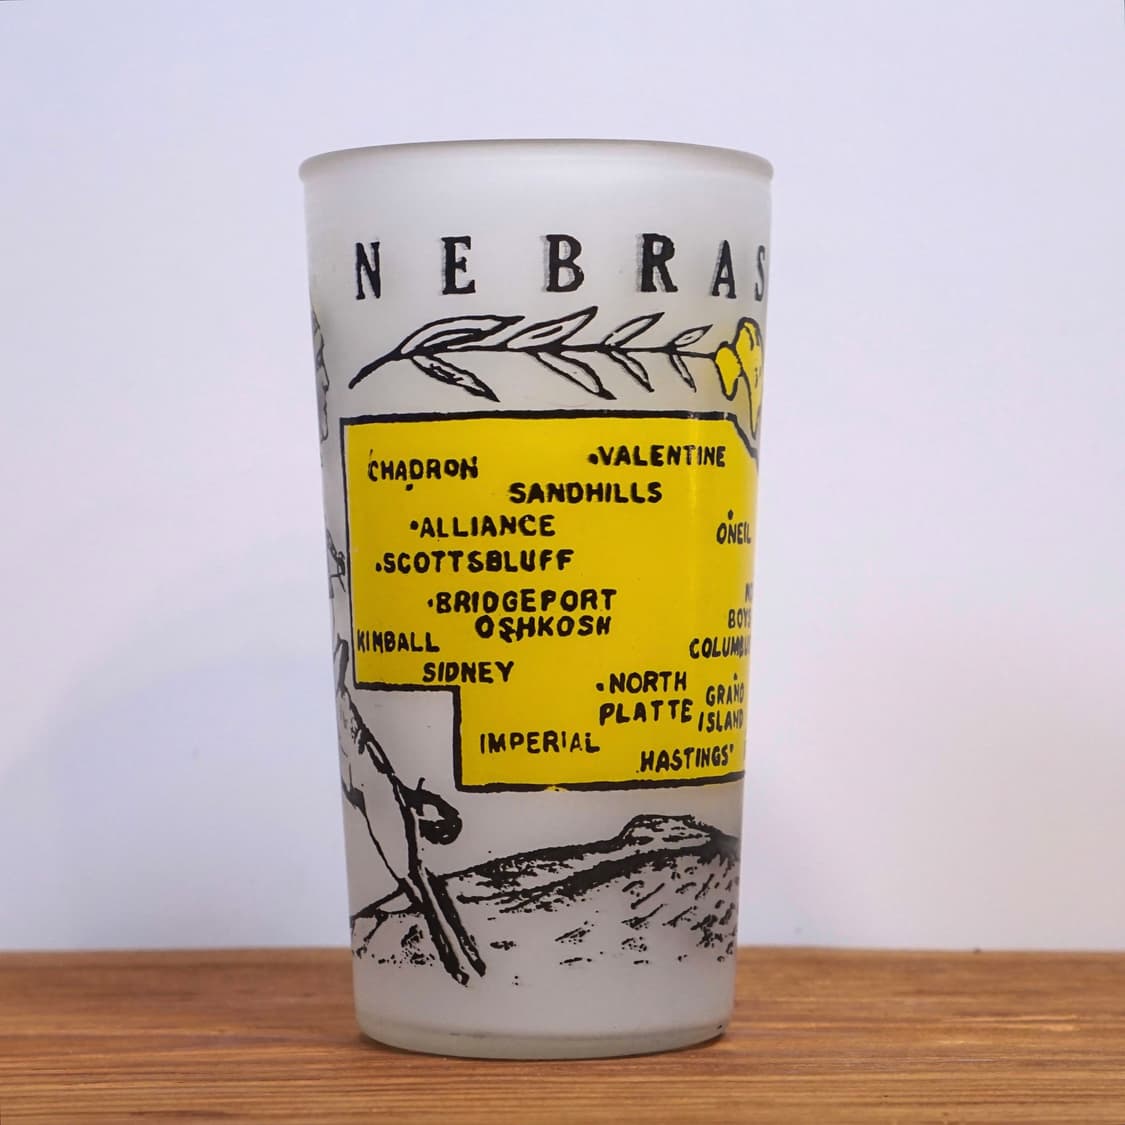 NEBRAS
CHADRON
VALENTINE
SANDHILLS
ALLIANCE
ONEIL
SCOTTSBLUFF
BRIDGEPORT
OSHKOSH
BOYS
KIMBALL
COLUMBU
SIDNEY
NORTH
PLATTE
GRAND
ISLAND
IMPERIAL
HASTINGS